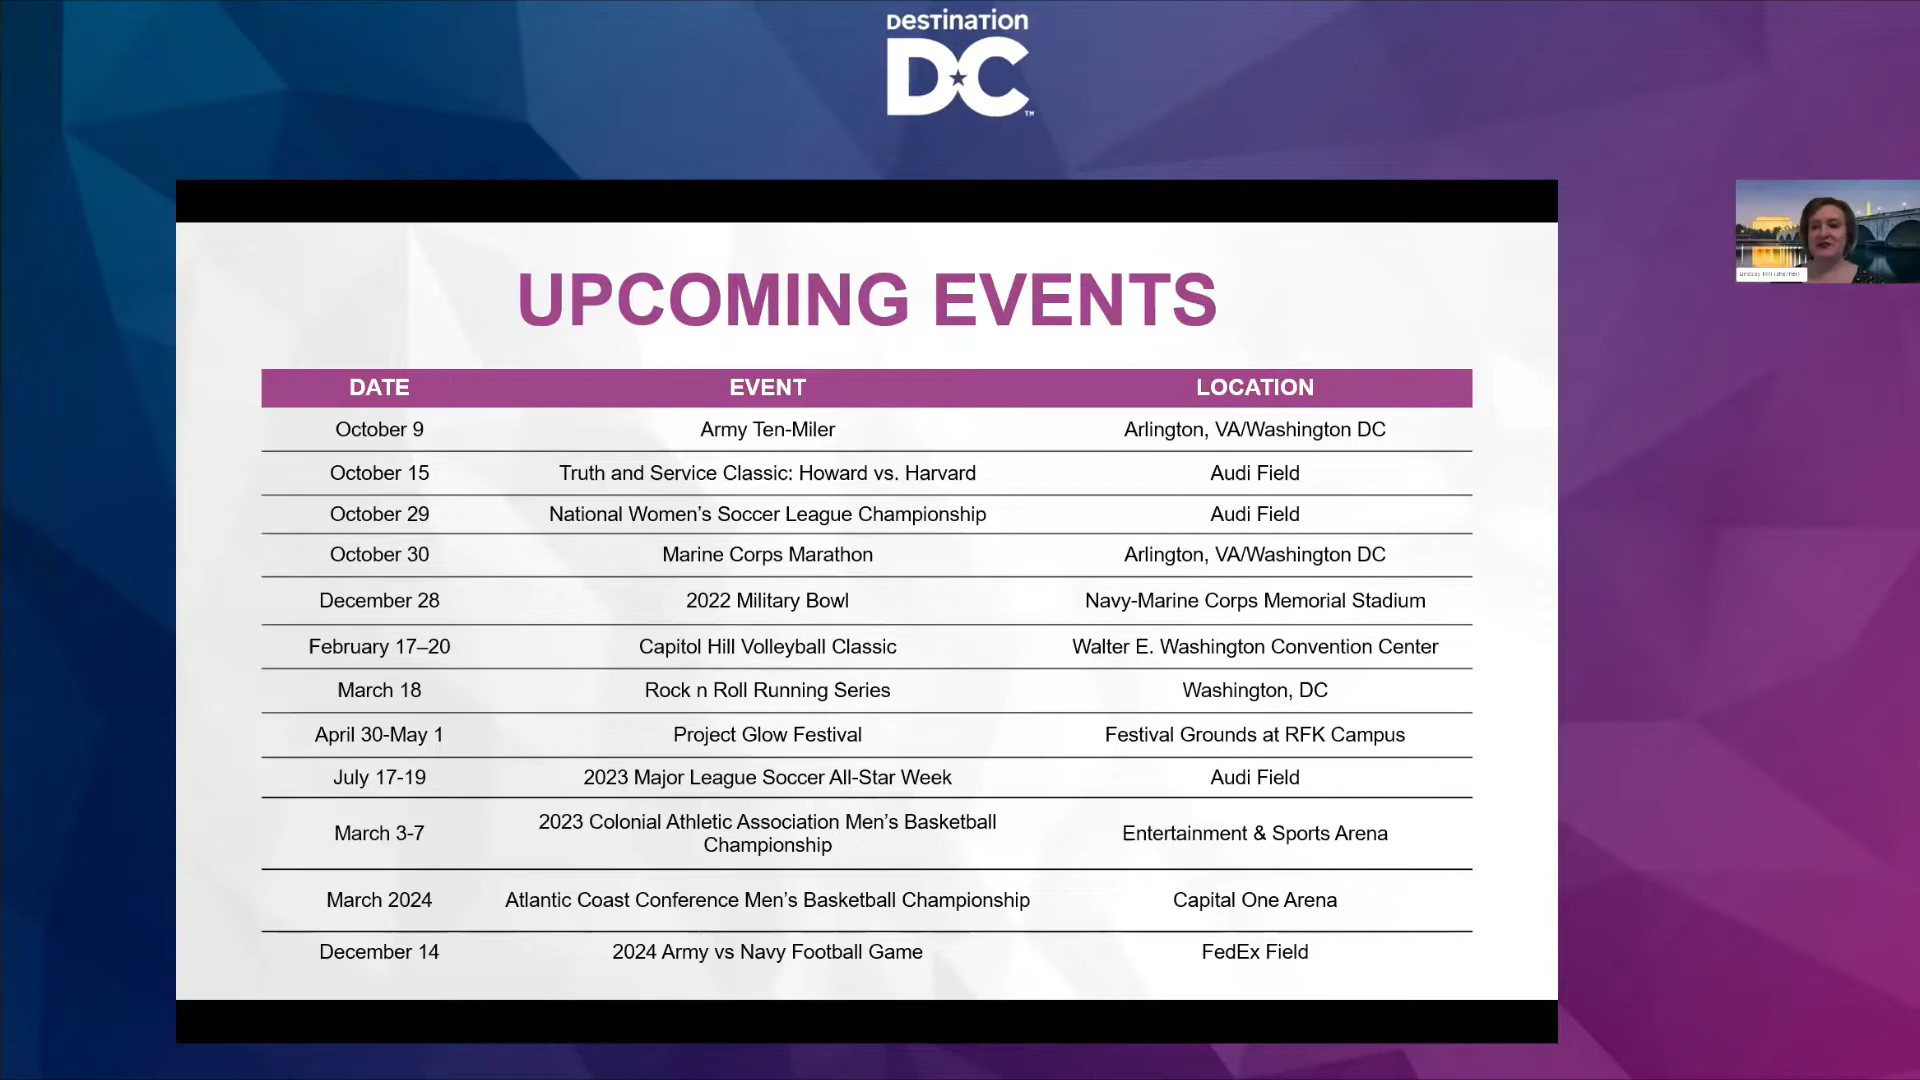 DESTINATION
DC™
UPCOMING EVENTS
DATE EVENT LOCATION
October 9 Army Ten-Miler Arlington, VA/Washington DC
October 15 Truth and Service Classic: Howard vs. Harvard Audi Field
October 29 National Women’s Soccer League Championship Audi Field
October 30 Marine Corps Marathon Arlington, VA/Washington DC
December 28 2022 Military Bowl Navy-Marine Corps Memorial Stadium
February 17–20 Capitol Hill Volleyball Classic Walter E. Washington Convention Center
March 18 Rock n Roll Running Series Washington, DC
April 30-May 1 Project Glow Festival Festival Grounds at RFK Campus
July 17-19 2023 Major League Soccer All-Star Week Audi Field
March 3-7 2023 Colonial Athletic Association Men’s Basketball
Championship Entertainment & Sports Arena
March 2024 Atlantic Coast Conference Men’s Basketball Championship Capital One Arena
December 14 2024 Army vs Navy Football Game FedEx Field